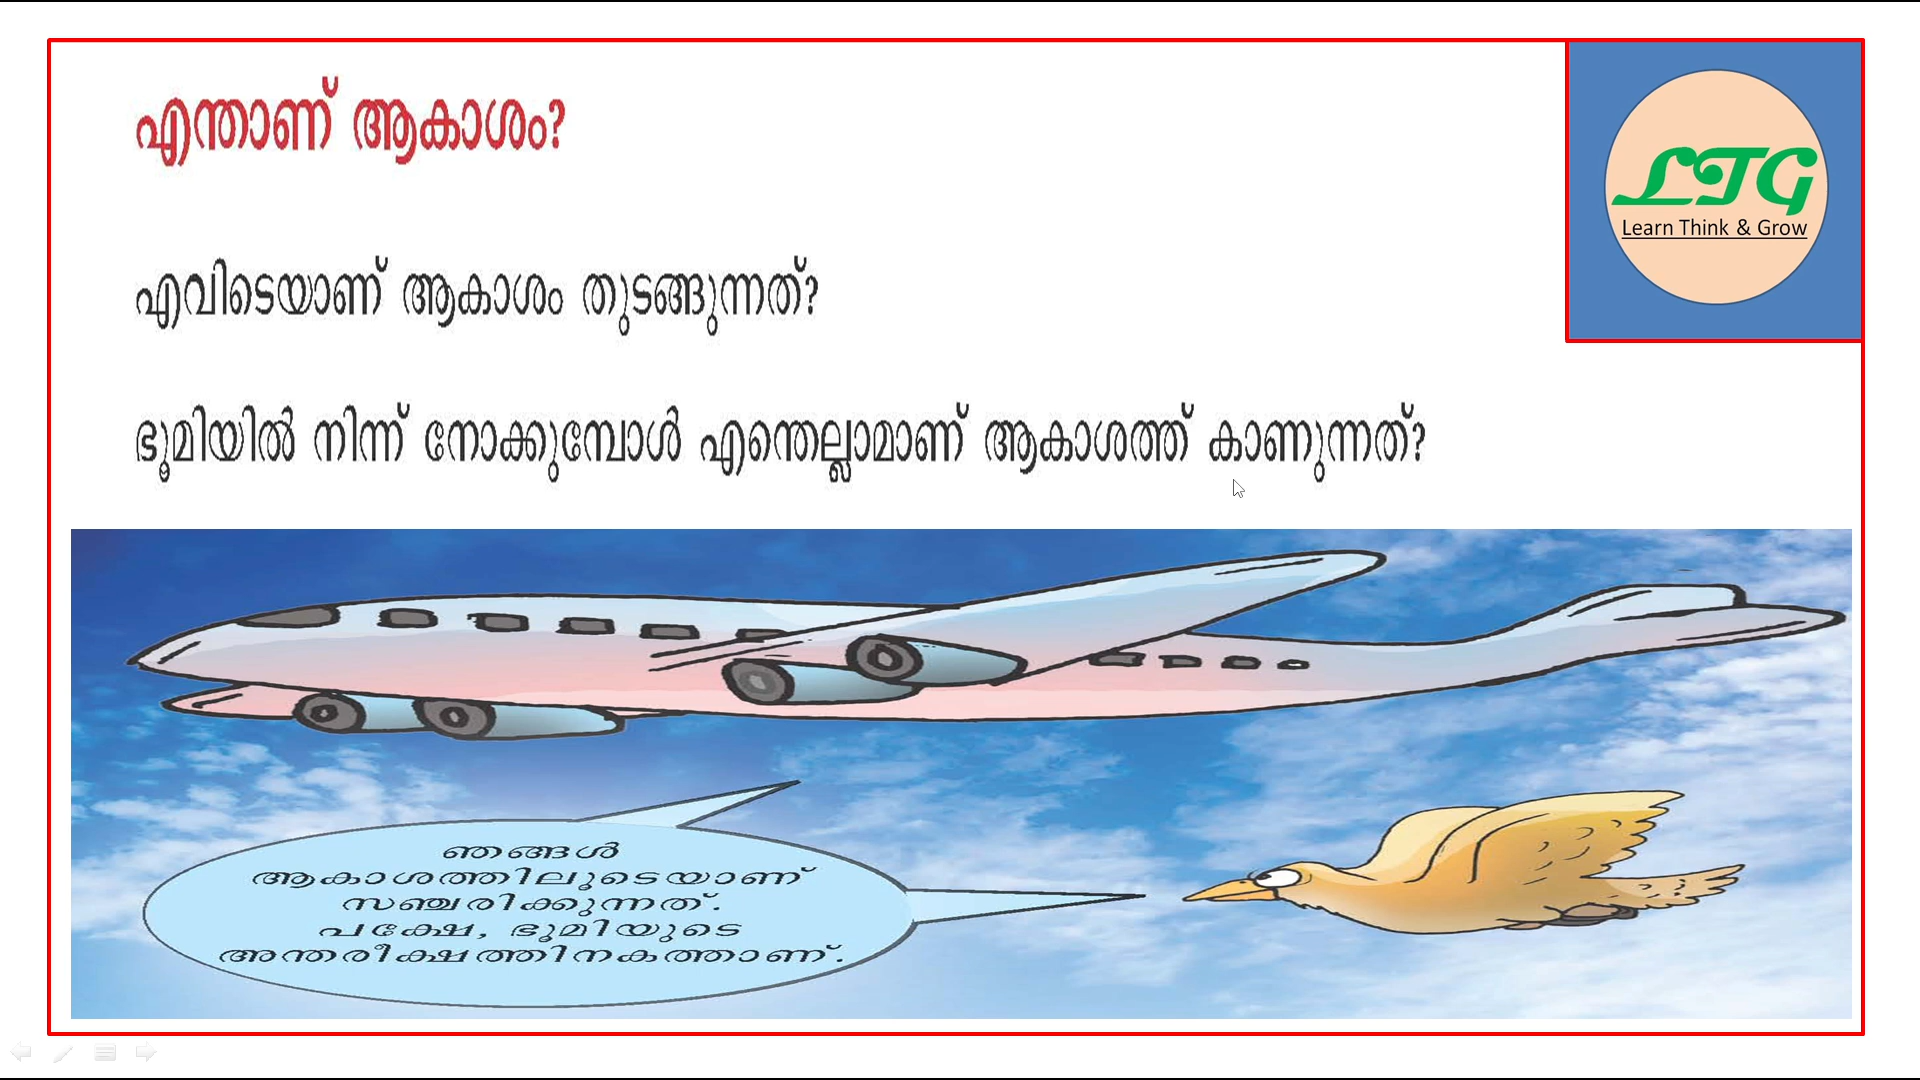 എന്താണ് ആകാശം?
LTG
Learn Think & Grow
എവിടെയാണ് ആകാശം തുടങ്ങുന്നത്?
ഭൂമിയിൽ നിന്ന് നോക്കുമ്പോൾ എന്തെല്ലാമാണ് ആകാശത്ത് കാണുന്നത്?
ഞങ്ങൾ
ആകാശത്തിലൂടെയാണ്
സഞ്ചരിക്കുന്നത്.
പക്ഷേ, ഭൂമിയുടെ
അന്തരീക്ഷത്തിനകത്താണ്.